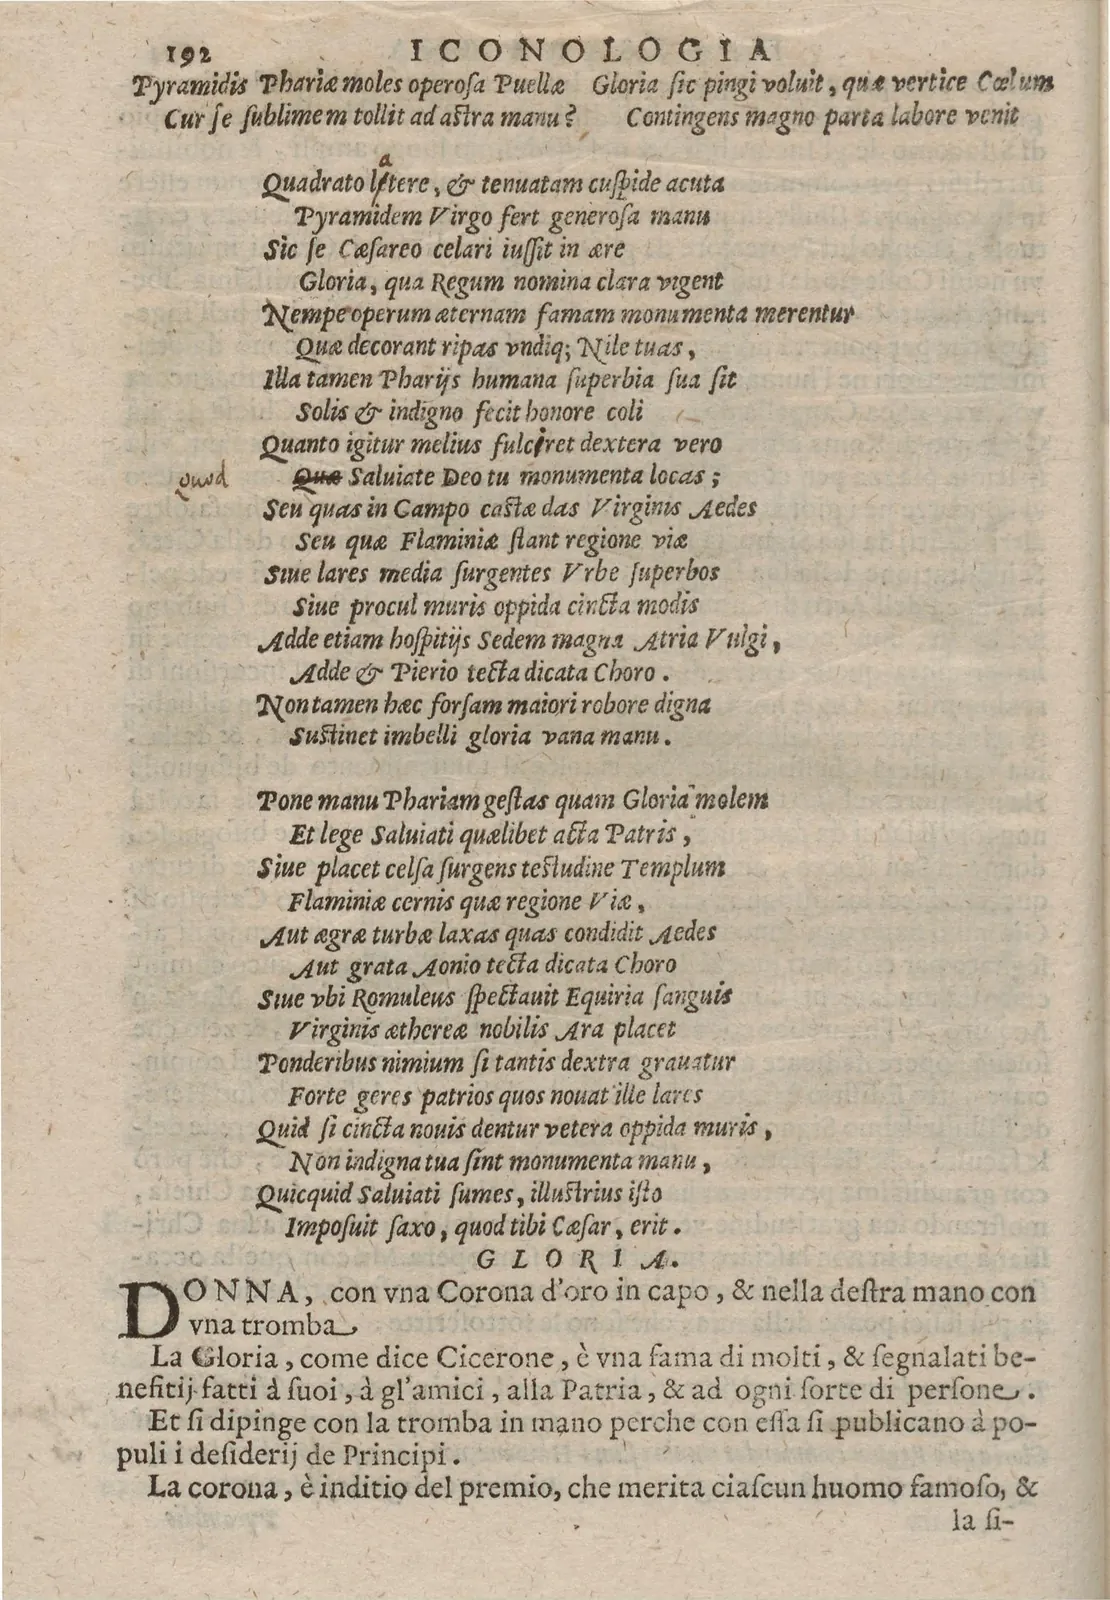 192 ICONOLOGIA
Pyramidis Phariæ moles operoſa Puellæ Gloria ſic pingi voluit, quæ vertice Cœlum
Cur ſe ſublimem tollit ad aſtra manu? Contingens magno parta labore venit
a
Quadrato lɇtere, & tenuatam cuſpide acuta
Pyramidem Virgo fert generoſa manu
Sic ſe Cæſareo celari iuſſit in ære
Gloria, qua Regum nomina clara vigent
Nempe operum æternam famam monumenta merentur
Quæ decorant ripas vndiq; Nile tuas,
Illa tamen Pharijs humana ſuperbia ſua ſit
Solis & indigno fecit honore coli
Quanto igitur melius fulciret dextera vero
quod Quæ Saluiate Deo tu monumenta locas;
Seu quas in Campo caſtæ das Virginis Aedes
Seu quæ Flaminiæ ſtant regione viæ
Siue lares media ſurgentes Vrbe ſuperbos
Siue procul muris oppida cincta modis
Adde etiam hoſpitijs Sedem magna Atria Vulgi,
Adde & Pierio tecta dicata Choro.
Non tamen hæc forſam maiori robore digna
Suſtinet imbelli gloria vana manu.
Pone manu Phariam geſtas quam Gloria molem
Et lege Saluiati quælibet acta Patris,
Siue placet celſa ſurgens teſtudine Templum
Flaminiæ cernis quæ regione Viæ,
Aut ægræ turbæ laxas quas condidit Aedes
Aut grata Aonio tecta dicata Choro
Siue vbi Romuleus ſpectauit Equiria ſanguis
Virginis æthereæ nobilis Ara placet
Ponderibus nimium ſi tantis dextra grauatur
Forte geres patrios quos nouat ille lares
Quid ſi cincta nouis dentur vetera oppida muris,
Non indigna tua ſint monumenta manu,
Quicquid Saluiati ſumes, illuſtrius iſto
Impoſuit ſaxo, quod tibi Cæſar, erit.
GLORIA.
DONNA, con vna Corona d'oro in capo, & nella deſtra mano con
vna tromba
La Gloria, come dice Cicerone, è vna fama di molti, & ſegnalati be-
nefitij fatti à ſuoi, à gl'amici, alla Patria, & ad ogni ſorte di perſone.
Et ſi dipinge con la tromba in mano perche con eſſa ſi publicano à po-
puli i deſiderij de Principi.
La corona, è inditio del premio, che merita ciaſcun huomo famoſo, &
la ſi-